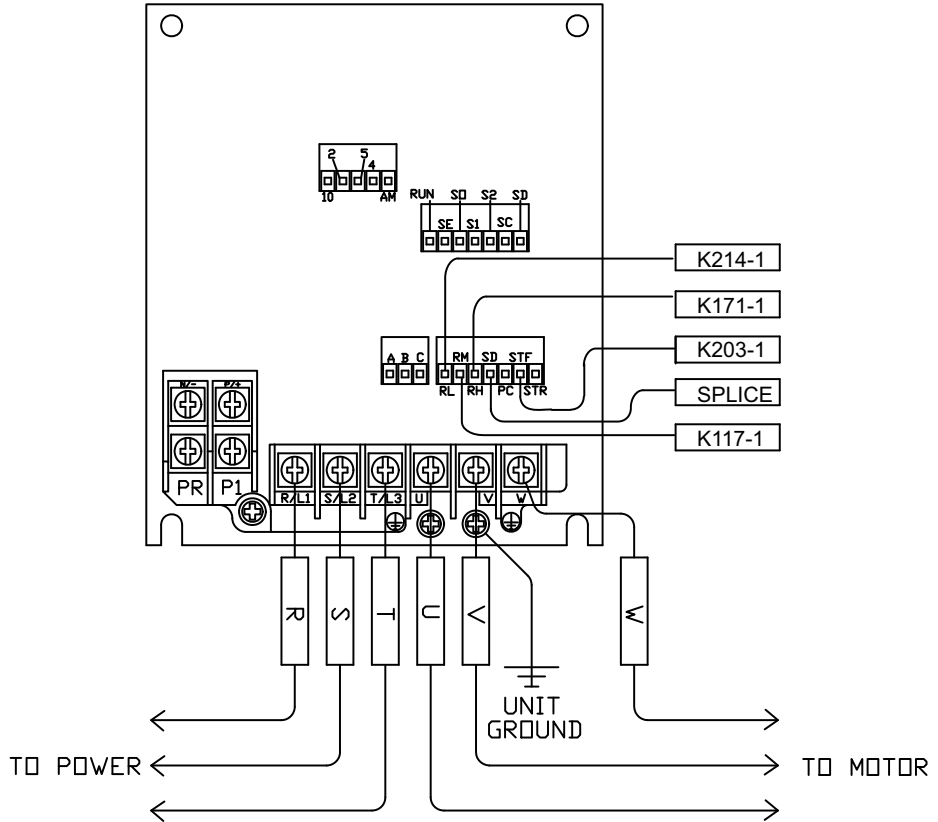 2 5
4
10 AM
RUN SO S2 SD
SE S1 SC
K214-1
K171-1
K203-1
SPLICE
K117-1
A B C
RM SD STF
RL RH PC STR
N/- P/+
PR P1
R/L1 S/L2 T/L3 U V W
R S T U V W
UNIT
GROUND
TO POWER
TO MOTOR